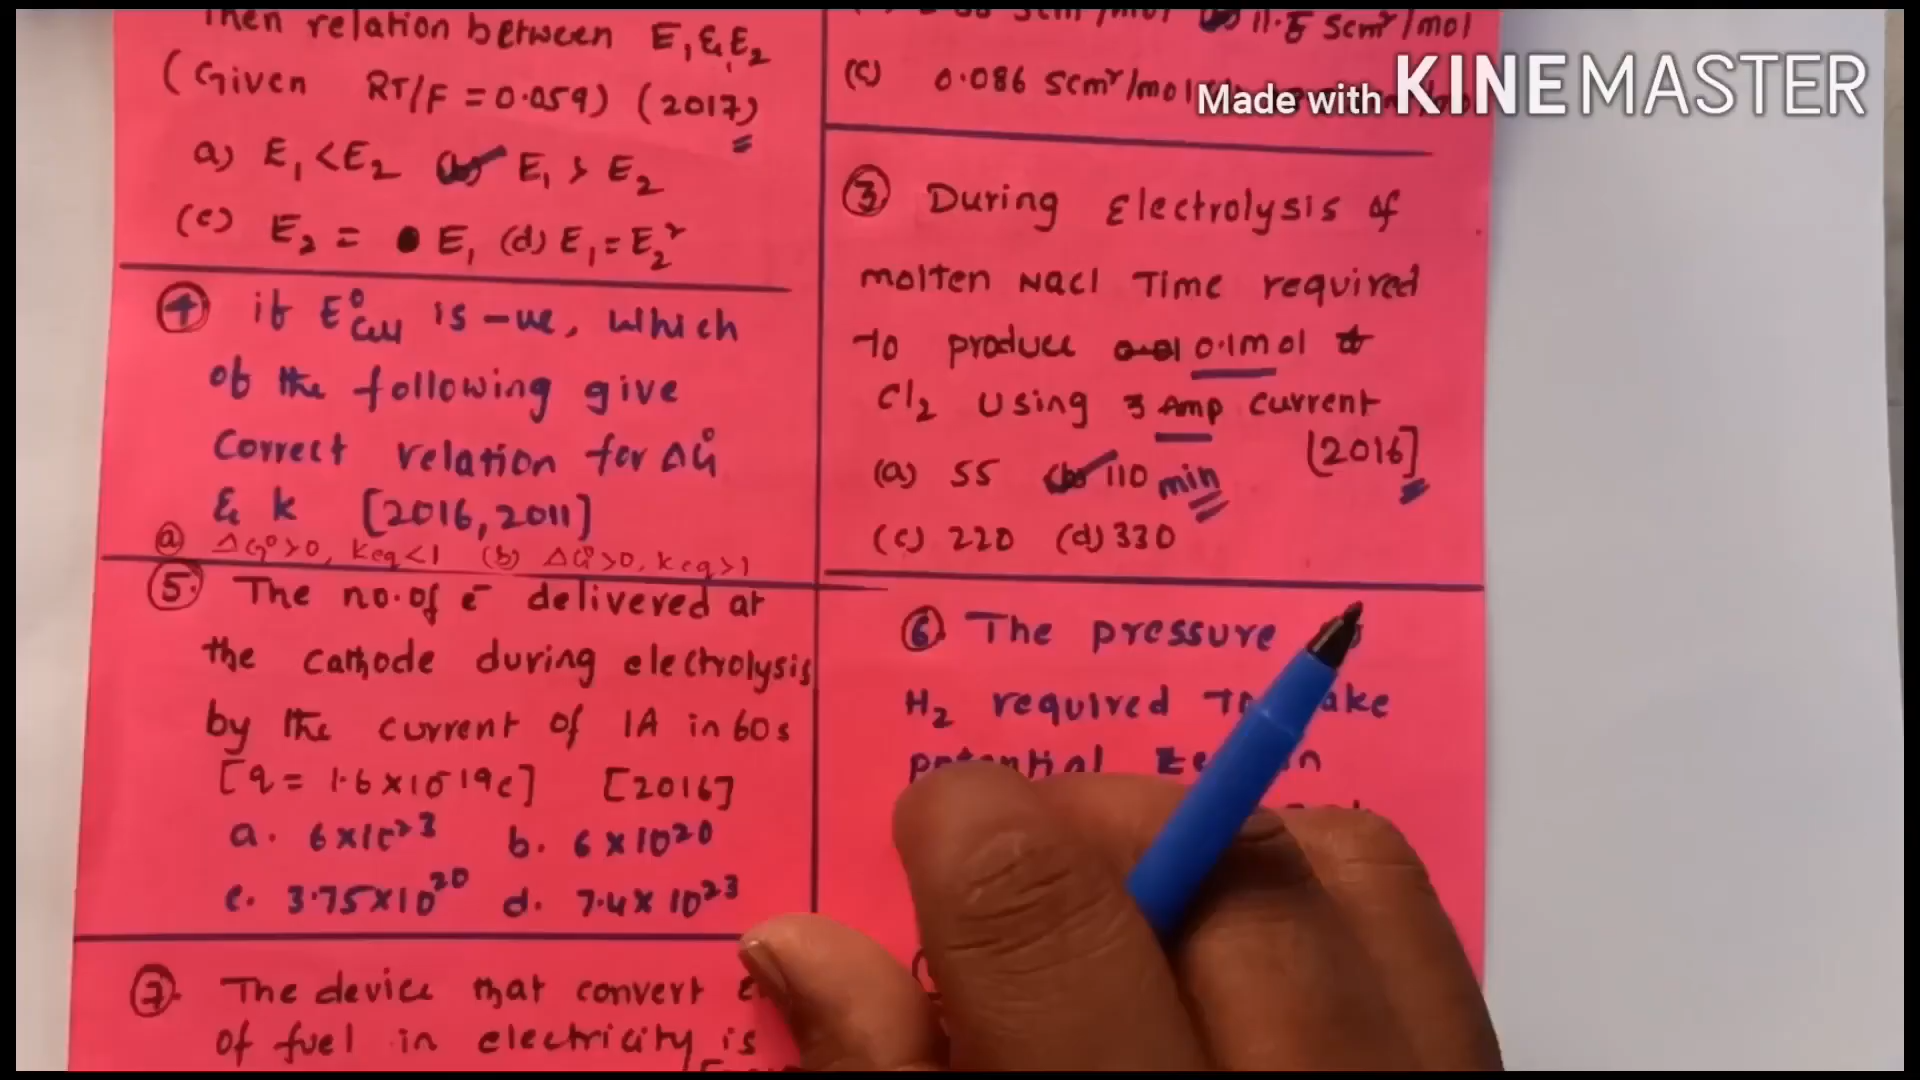 Then relation between E₁ & E₂
(Given RT/F = 0.059) (2017)
a) E₁ < E₂ (b) E₁ > E₂
(c) E₂ = E₁ (d) E₁ = E₂²
4 if E°cell is -ve, which
of the following give
Correct relation for ΔG°
& k [2016, 2011]
a ΔG°>0, Keq<1 (b) ΔG°>0, Keq>1
5. The no. of e⁻ delivered at
the cathode during electrolysis
by the current of 1A in 60s
[q = 1.6×10⁻¹⁹C] [2016]
a. 6×10²³ b. 6×10²⁰
c. 3.75×10²⁰ d. 7.4×10²³
7. The device that convert
of fuel in electricity is
11.5 Scm²/mol
(c) 0.086 Scm²/mol
Made with KINEMASTER
3 During Electrolysis of
molten NaCl Time required
to produce 0.1mol
Cl₂ using 3 Amp current
[2016]
(a) 55 (b) 110 min
(c) 220 (d) 330
6. The pressure
H₂ required to
potential